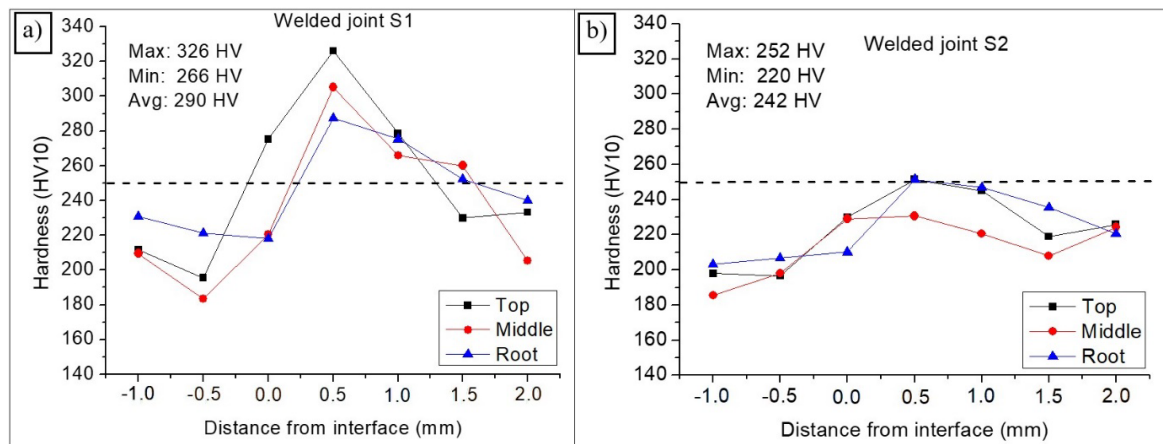 a)
Welded joint S1
Max: 326 HV
Min: 266 HV
Avg: 290 HV
Hardness (HV10)
340
320
300
280
260
240
220
200
180
160
140
Top
Middle
Root
-1.0 -0.5 0.0 0.5 1.0 1.5 2.0
Distance from interface (mm)
b)
Welded joint S2
Max: 252 HV
Min: 220 HV
Avg: 242 HV
Hardness (HV10)
340
320
300
280
260
240
220
200
180
160
140
Top
Middle
Root
-1.0 -0.5 0.0 0.5 1.0 1.5 2.0
Distance from interface (mm)